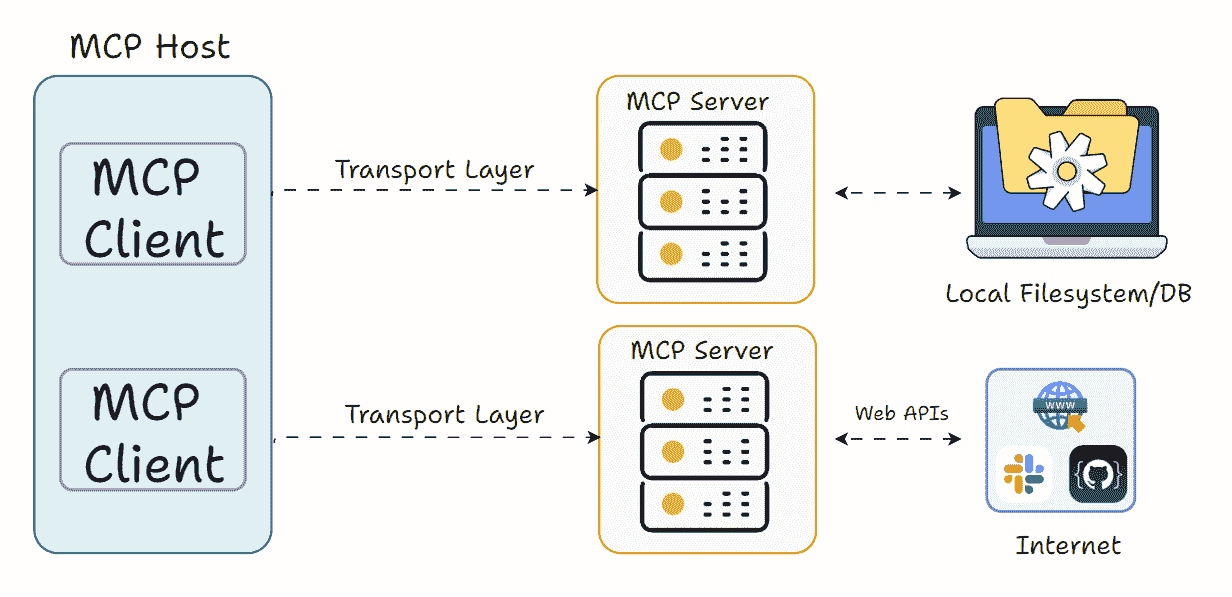 MCP Host
MCP
Client
Transport Layer
MCP Server
Local Filesystem/DB
MCP
Client
Transport Layer
MCP Server
Web APIs
WWW
Internet